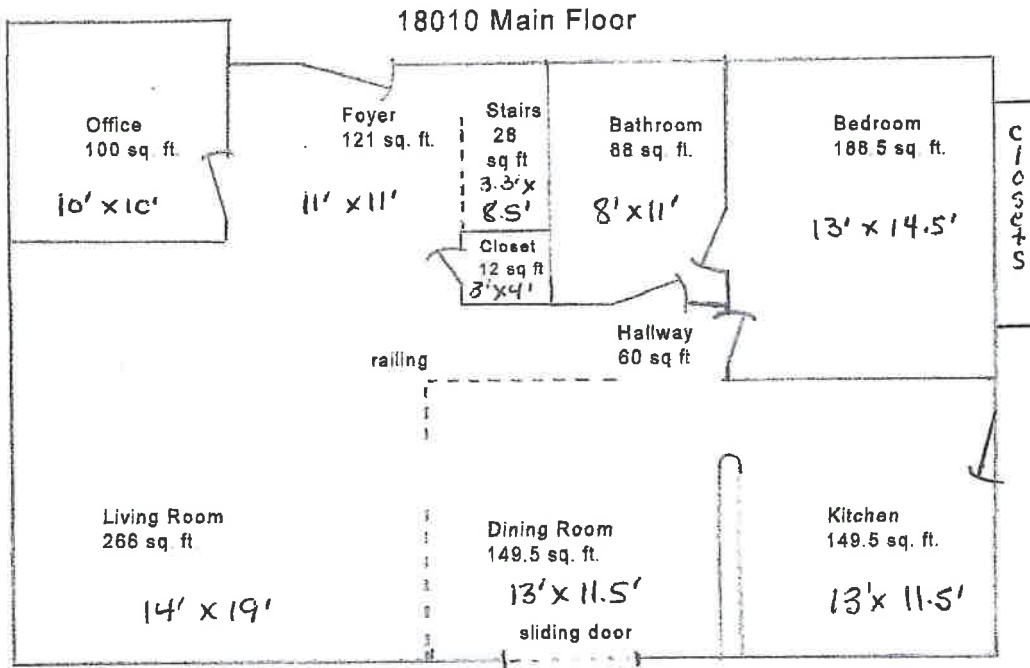 18010 Main Floor
Office
100 sq. ft.
10' x 10'
Foyer
121 sq. ft.
11' x 11'
Stairs
28
sq ft
3.3' x
8.5'
Closet
12 sq ft
3' x 4'
Bathroom
88 sq. ft.
8' x 11'
Bedroom
188.5 sq. ft.
13' x 14.5'
closets
Hallway
60 sq ft
railing
Living Room
266 sq. ft
14' x 19'
Dining Room
149.5 sq. ft.
13' x 11.5'
sliding door
Kitchen
149.5 sq. ft.
13' x 11.5'